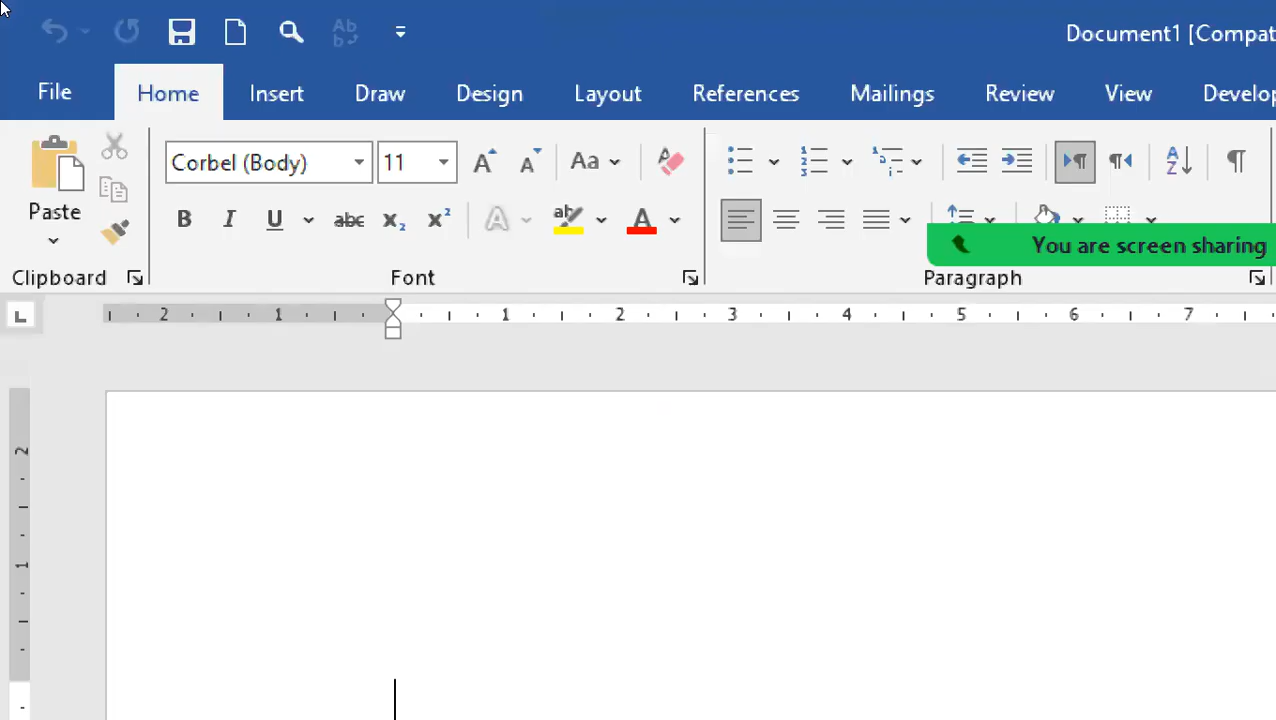 Document1 [Compat
File Home Insert Draw Design Layout References Mailings Review View Develop
Corbel (Body) 11 Aa
Paste B I U abc X₂ X² A ab A
Clipboard Font Paragraph
You are screen sharing
L 2 1 1 2 3 4 5 6 7
2
1